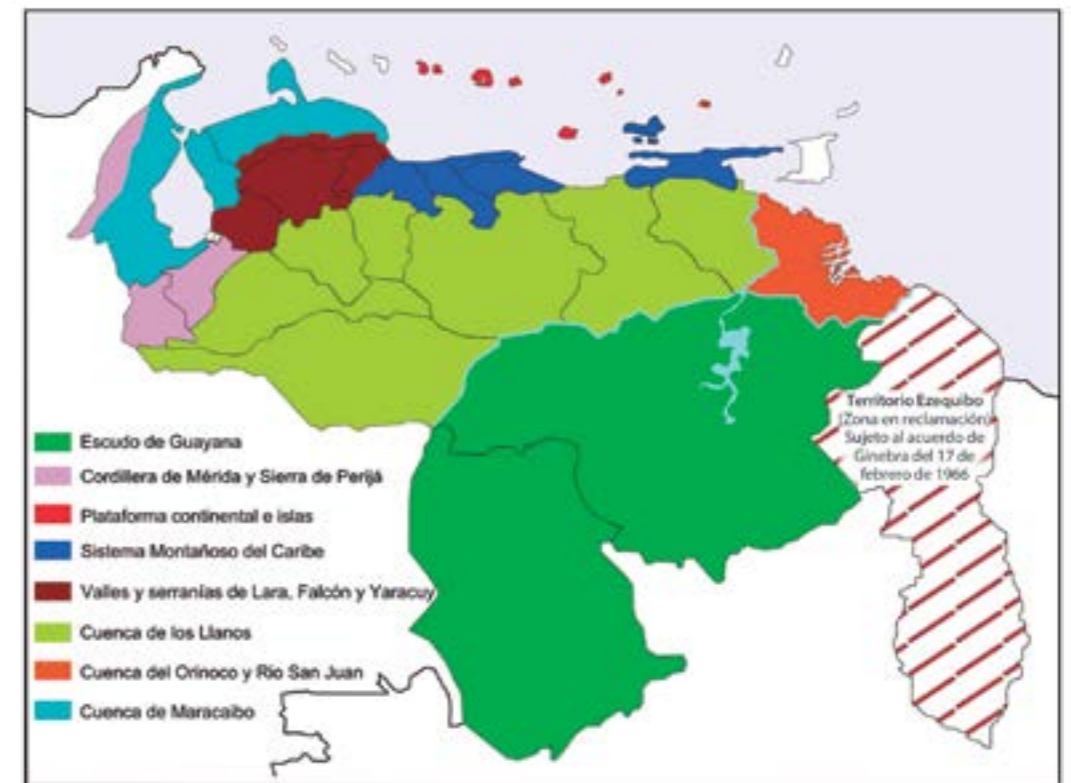 Territorio Ezequibo
(Zona en reclamación)
Sujeto al acuerdo de
Ginebra del 17 de
febrero de 1966
Escudo de Guayana
Cordillera de Mérida y Sierra de Perijá
Plataforma continental e islas
Sistema Montañoso del Caribe
Valles y serranías de Lara, Falcón y Yaracuy
Cuenca de los Llanos
Cuenca del Orinoco y Río San Juan
Cuenca de Maracaibo